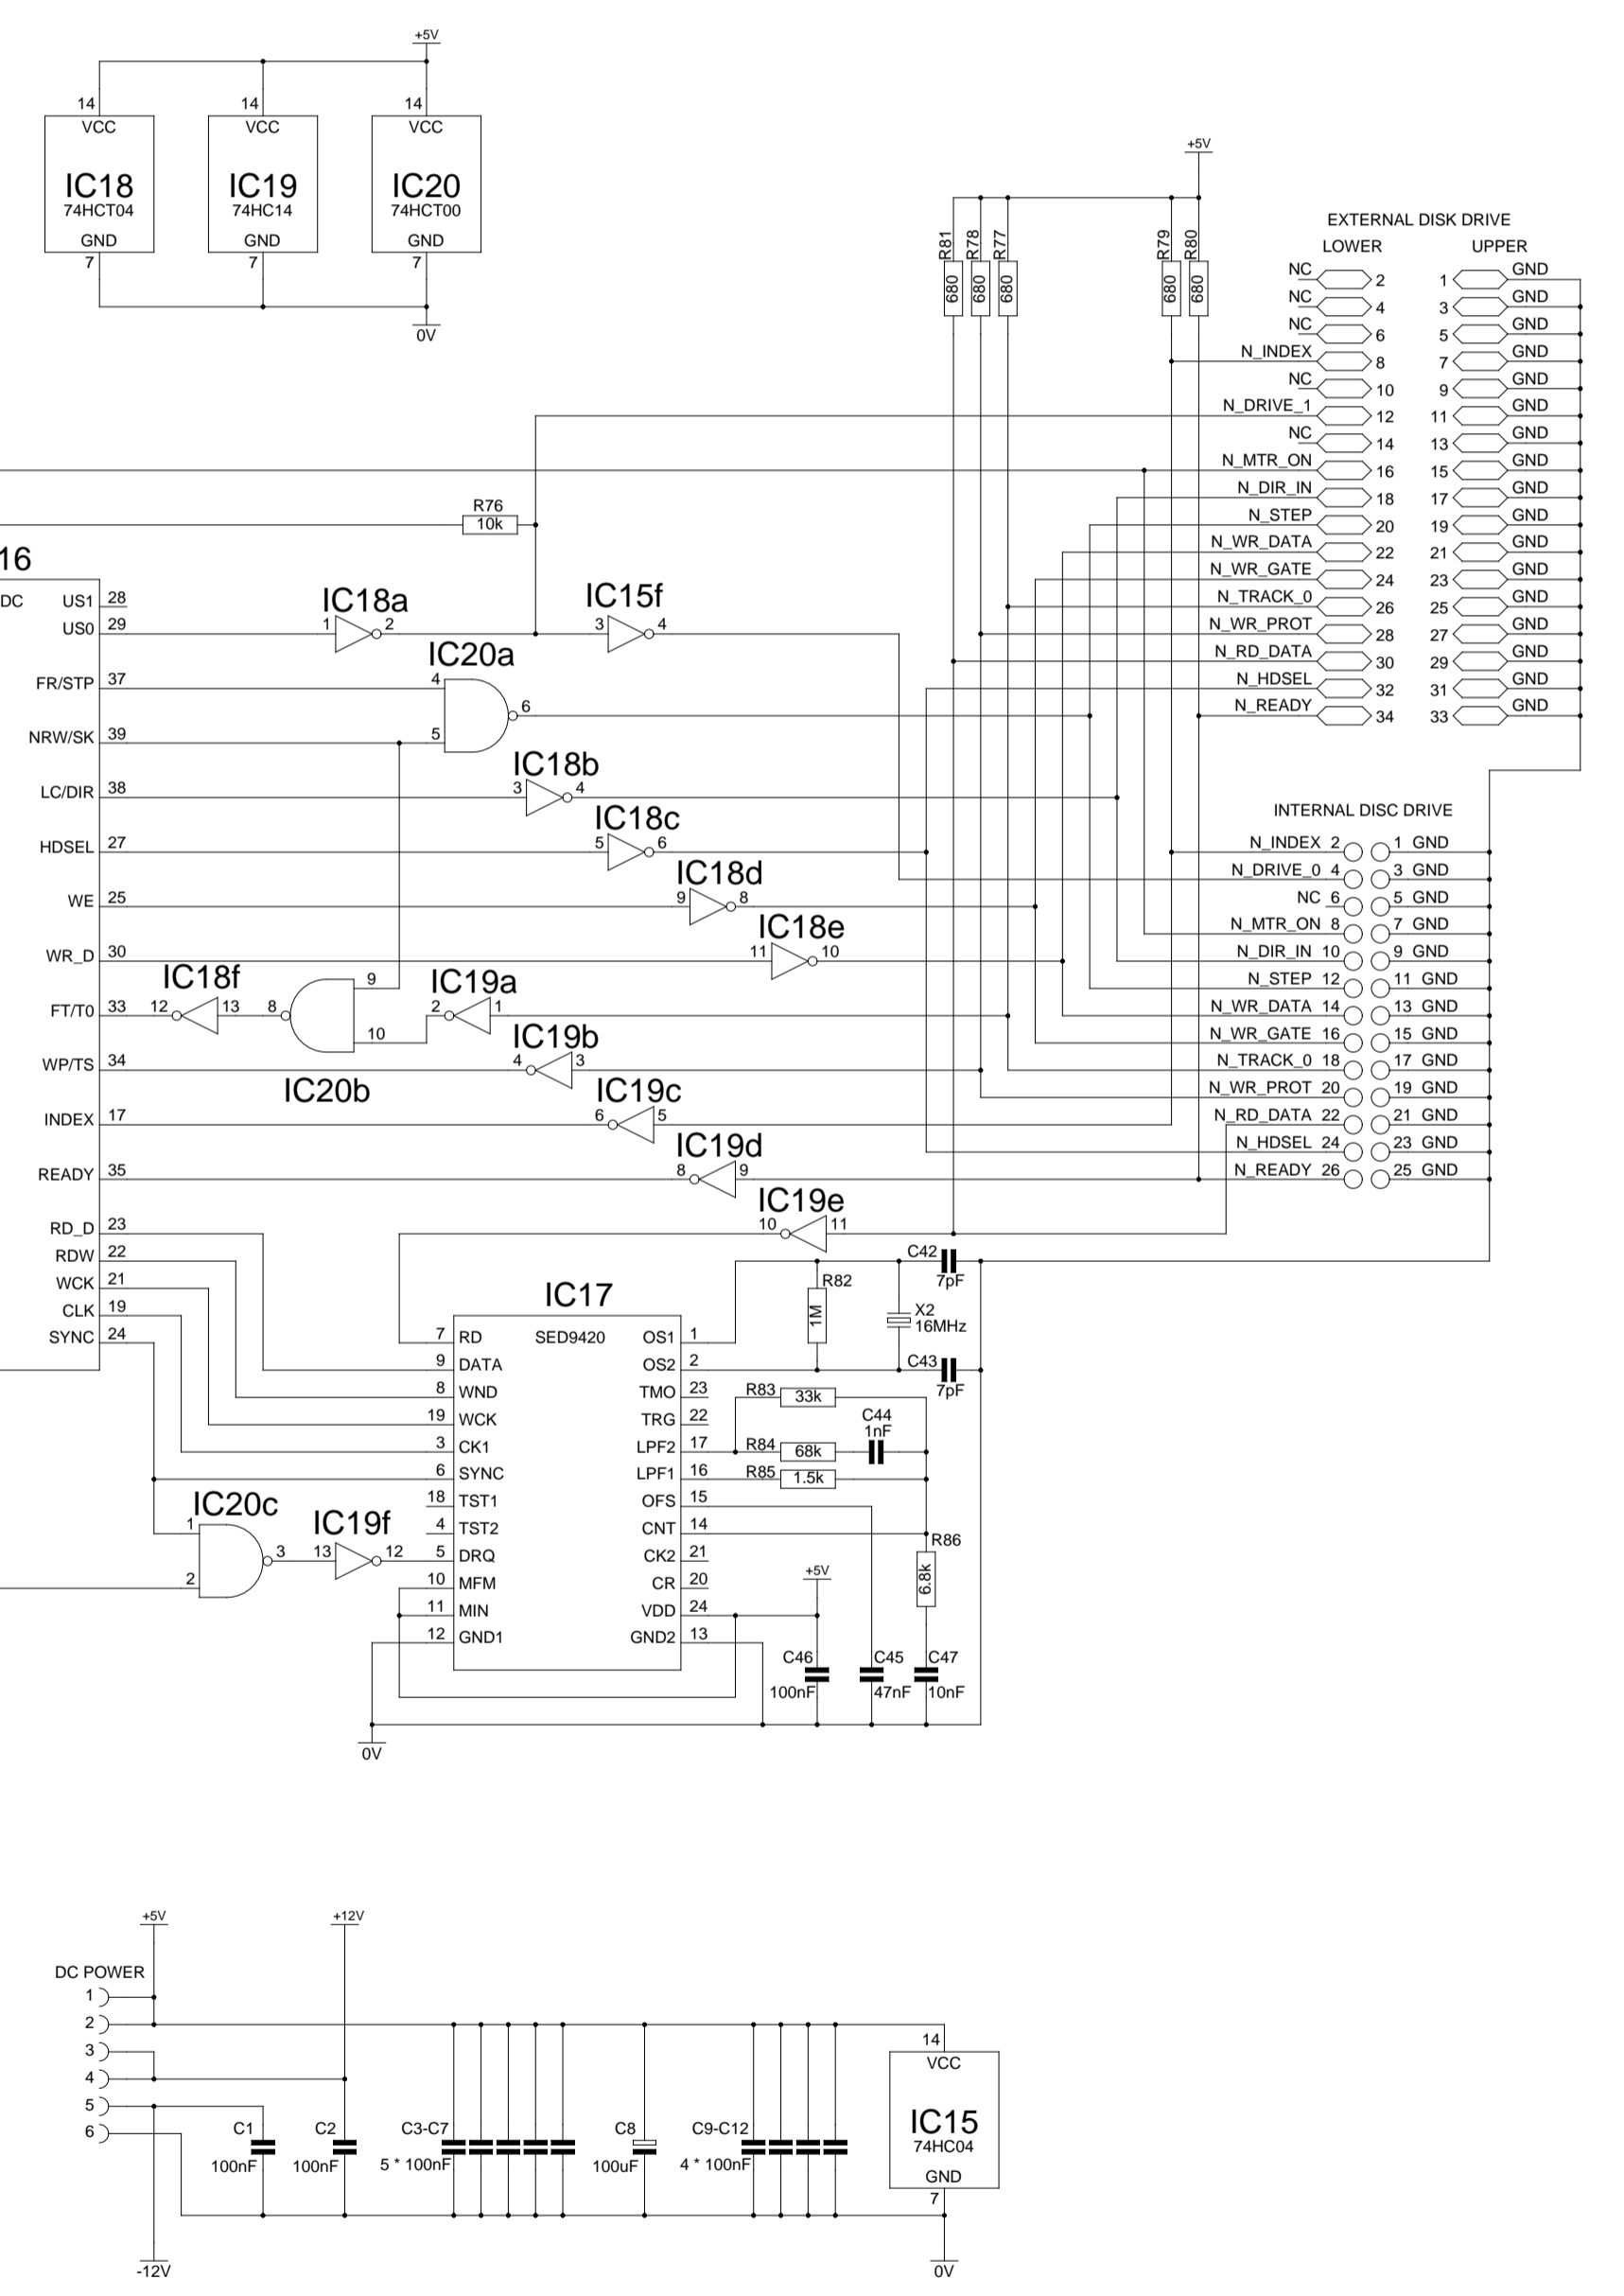 +5V
14 14 14
VCC VCC VCC
IC18 IC19 IC20
74HCT04 74HC14 74HCT00
GND GND GND
7 7 7
0V
+5V
R81 R78 R77 R79 R80
680 680 680 680 680
EXTERNAL DISK DRIVE
LOWER UPPER
NC 2 1 GND
NC 4 3 GND
NC 6 5 GND
N_INDEX 8 7 GND
NC 10 9 GND
N_DRIVE_1 12 11 GND
NC 14 13 GND
N_MTR_ON 16 15 GND
N_DIR_IN 18 17 GND
N_STEP 20 19 GND
N_WR_DATA 22 21 GND
N_WR_GATE 24 23 GND
N_TRACK_0 26 25 GND
N_WR_PROT 28 27 GND
N_RD_DATA 30 29 GND
N_HDSEL 32 31 GND
N_READY 34 33 GND
R76
10k
16
DC
US1 28
US0 29
IC18a
1 2
IC15f
3 4
IC20a
FR/STP 37 4
6
NRW/SK 39 5
IC18b
LC/DIR 38 3 4
IC18c
HDSEL 27 5 6
IC18d
WE 25 9 8
IC18e
WR_D 30 11 10
IC18f 9 IC19a
FT/T0 33 12 13 8 2 1
10 IC19b
WP/TS 34 4 3
IC20b IC19c
INDEX 17 6 5
IC19d
READY 35 8 9
IC19e
10 11
RD_D 23
RDW 22
WCK 21
CLK 19
SYNC 24
INTERNAL DISC DRIVE
N_INDEX 2 1 GND
N_DRIVE_0 4 3 GND
NC 6 5 GND
N_MTR_ON 8 7 GND
N_DIR_IN 10 9 GND
N_STEP 12 11 GND
N_WR_DATA 14 13 GND
N_WR_GATE 16 15 GND
N_TRACK_0 18 17 GND
N_WR_PROT 20 19 GND
N_RD_DATA 22 21 GND
N_HDSEL 24 23 GND
N_READY 26 25 GND
C42
7pF
R82
1M
X2
16MHz
C43
7pF
IC17
SED9420
7 RD OS1 1
9 DATA OS2 2
8 WND TMO 23
19 WCK TRG 22
3 CK1 LPF2 17
6 SYNC LPF1 16
18 TST1 OFS 15
4 TST2 CNT 14
5 DRQ CK2 21
10 MFM CR 20
11 MIN VDD 24
12 GND1 GND2 13
R83 33k
C44
1nF
R84 68k
R85 1.5k
R86
6.8k
IC20c IC19f
1
3 13 12
2
+5V
C46 C45 C47
100nF 47nF 10nF
0V
+5V +12V
DC POWER
1
2
3
4
5
6
C1 C2 C3-C7 C8 C9-C12
100nF 100nF 5 * 100nF 100uF 4 * 100nF
14
VCC
IC15
74HC04
GND
7
-12V 0V